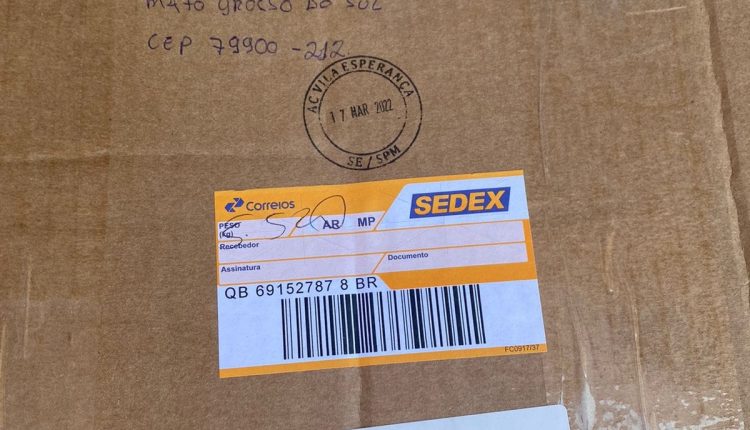 MATO GROSSO DO SUL
CEP 79900-212
AC VILA ESPERANÇA
17 MAR 2022
SE/SPM
Correios
SEDEX
PESO
(kg)
5.520
AR
MP
Recebedor
Assinatura
Documento
QB 69152787 8 BR
FC0917/37